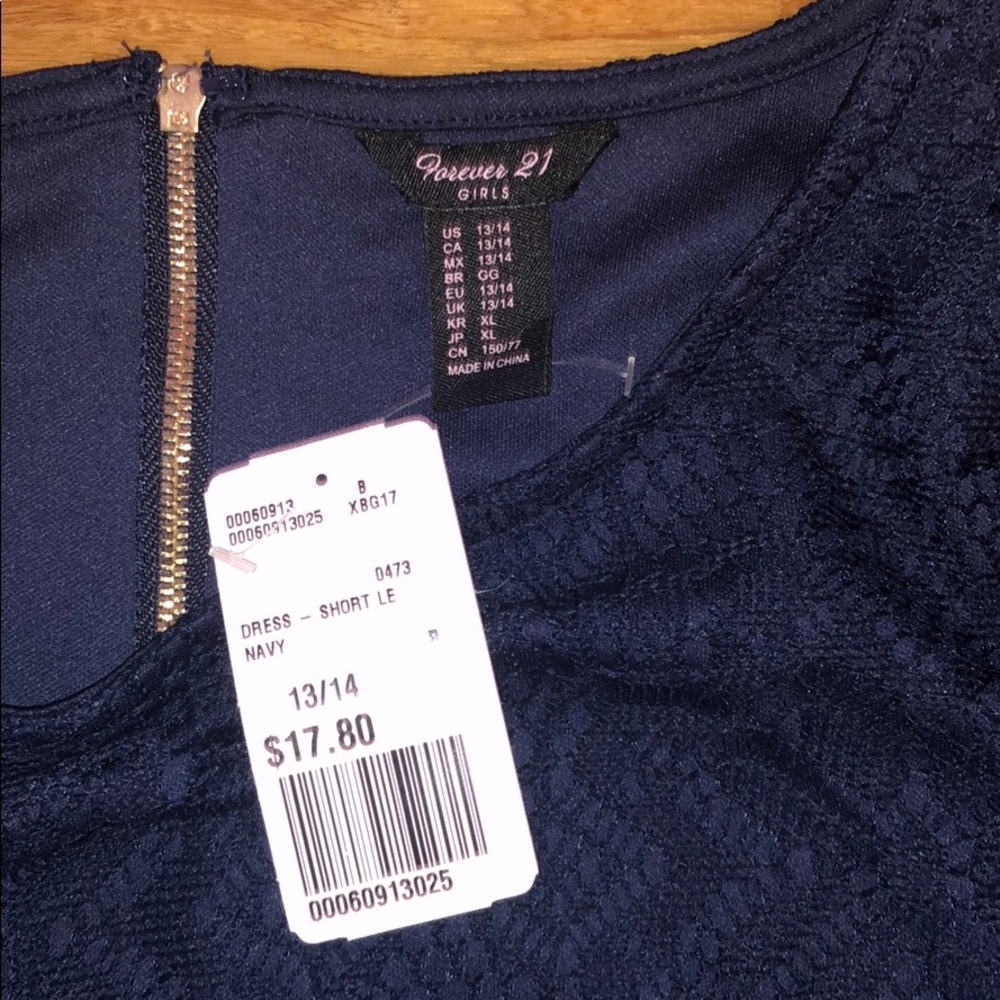 Forever 21
GIRLS
US 13/14
CA 13/14
MX 13/14
BR GG
EU 13/14
UK 13/14
KR XL
JP XL
CN 150/77
MADE IN CHINA
00060913 B
00060913025 XBG17
0473
DRESS - SHORT LE
NAVY
13/14
$17.80
00060913025